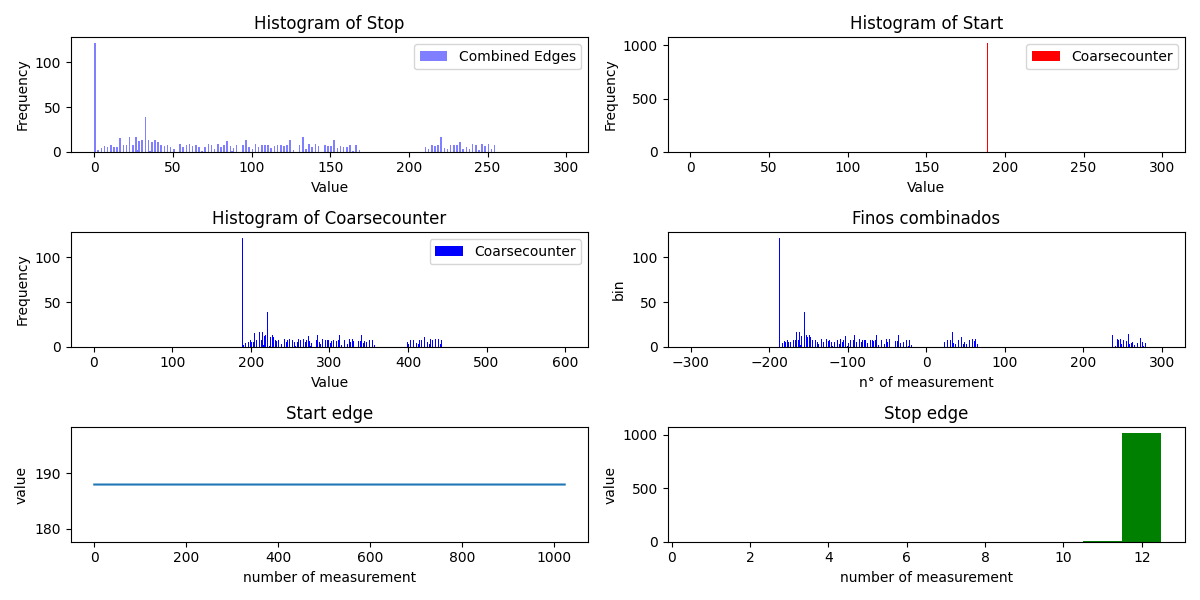 Histogram of Stop
Frequency
100
50
0
Combined Edges
0 50 100 150 200 250 300
Value
Histogram of Start
Frequency
1000
500
0
Coarsecounter
0 50 100 150 200 250 300
Value
Histogram of Coarsecounter
Frequency
100
50
0
Coarsecounter
0 100 200 300 400 500 600
Value
Finos combinados
bin
100
50
0
−300 −200 −100 0 100 200 300
n° of measurement
Start edge
value
190
180
0 200 400 600 800 1000
number of measurement
Stop edge
value
1000
500
0
0 2 4 6 8 10 12
number of measurement